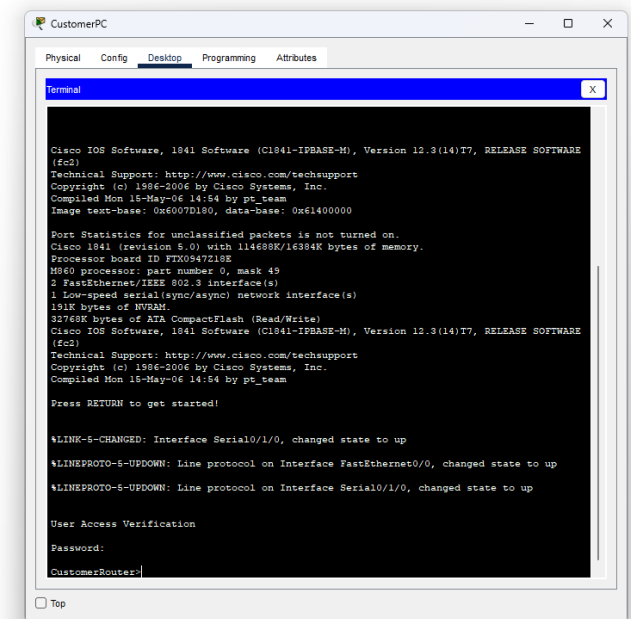 CustomerPC
Physical Config Desktop Programming Attributes
Terminal
X
Cisco IOS Software, 1841 Software (C1841-IPBASE-M), Version 12.3(14)T7, RELEASE SOFTWARE
(fc2)
Technical Support: http://www.cisco.com/techsupport
Copyright (c) 1986-2006 by Cisco Systems, Inc.
Compiled Mon 15-May-06 14:54 by pt_team
Image text-base: 0x6007D180, data-base: 0x61400000
Port Statistics for unclassified packets is not turned on.
Cisco 1841 (revision 5.0) with 114688K/16384K bytes of memory.
Processor board ID FTX0947Z18E
M860 processor: part number 0, mask 49
2 FastEthernet/IEEE 802.3 interface(s)
1 Low-speed serial(sync/async) network interface(s)
191K bytes of NVRAM.
32768K bytes of ATA CompactFlash (Read/Write)
Cisco IOS Software, 1841 Software (C1841-IPBASE-M), Version 12.3(14)T7, RELEASE SOFTWARE
(fc2)
Technical Support: http://www.cisco.com/techsupport
Copyright (c) 1986-2006 by Cisco Systems, Inc.
Compiled Mon 15-May-06 14:54 by pt_team
Press RETURN to get started!
%LINK-5-CHANGED: Interface Serial0/1/0, changed state to up
%LINEPROTO-5-UPDOWN: Line protocol on Interface FastEthernet0/0, changed state to up
%LINEPROTO-5-UPDOWN: Line protocol on Interface Serial0/1/0, changed state to up
User Access Verification
Password:
CustomerRouter>
Top